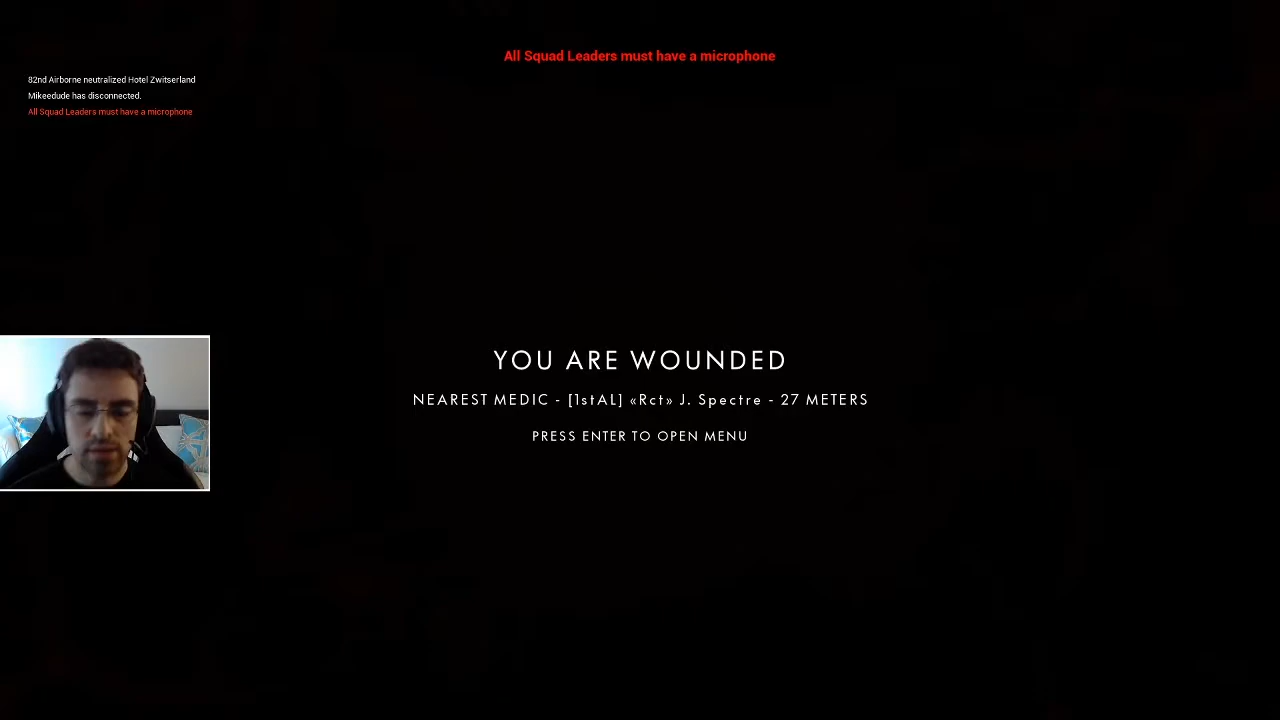 All Squad Leaders must have a microphone
82nd Airborne neutralized Hotel Zwitserland
Mikeedude has disconnected.
All Squad Leaders must have a microphone
YOU ARE WOUNDED
NEAREST MEDIC - [1stAL] «Rct» J. Spectre - 27 METERS
PRESS ENTER TO OPEN MENU